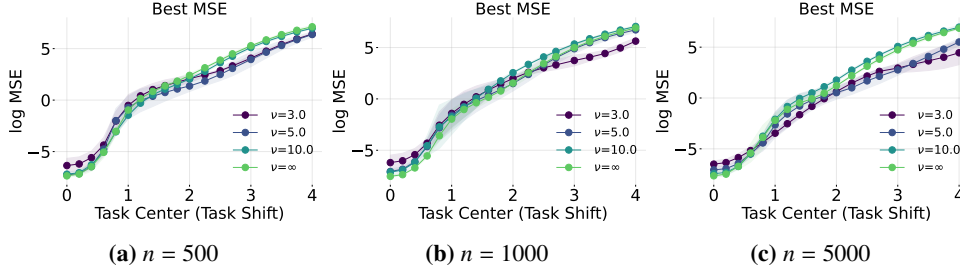 Best MSE
log MSE
5
0
−5
ν=3.0
ν=5.0
ν=10.0
ν=∞
0 1 2 3 4
Task Center (Task Shift)
(a) n = 500
Best MSE
log MSE
5
0
−5
ν=3.0
ν=5.0
ν=10.0
ν=∞
0 1 2 3 4
Task Center (Task Shift)
(b) n = 1000
Best MSE
log MSE
5
0
−5
ν=3.0
ν=5.0
ν=10.0
ν=∞
0 1 2 3 4
Task Center (Task Shift)
(c) n = 5000